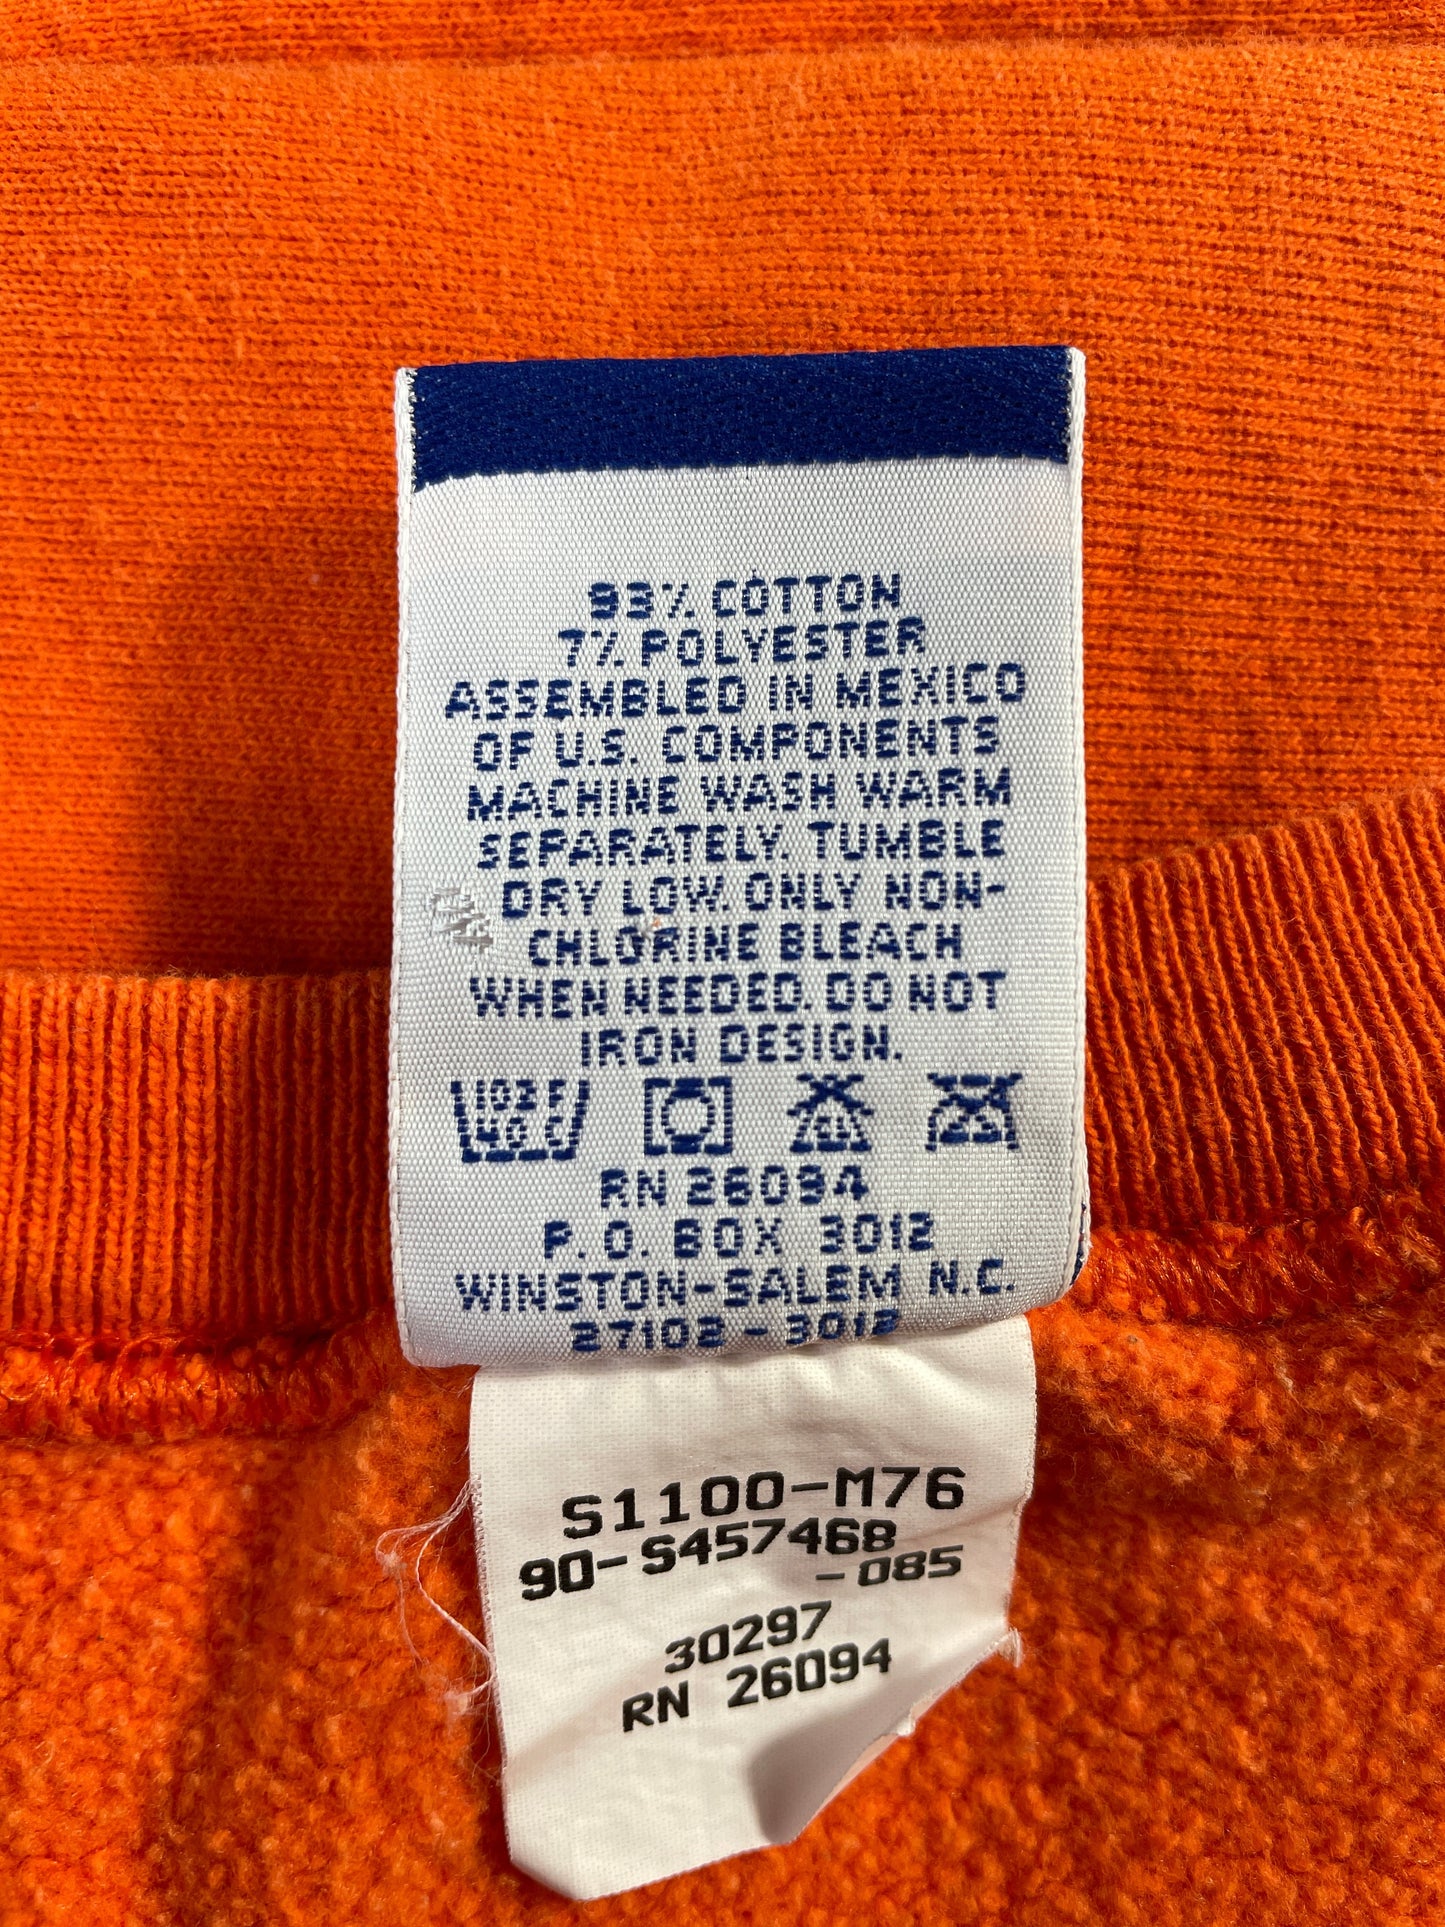 93% COTTON
7% POLYESTER
ASSEMBLED IN MEXICO
OF U.S. COMPONENTS
MACHINE WASH WARM
SEPARATELY. TUMBLE
DRY LOW. ONLY NON-
CHLORINE BLEACH
WHEN NEEDED. DO NOT
IRON DESIGN.
102 F
40 C
RN 26094
P.O. BOX 3012
WINSTON-SALEM N.C.
27102-3012
S1100-M76
90-S457468
-085
30297
RN 26094